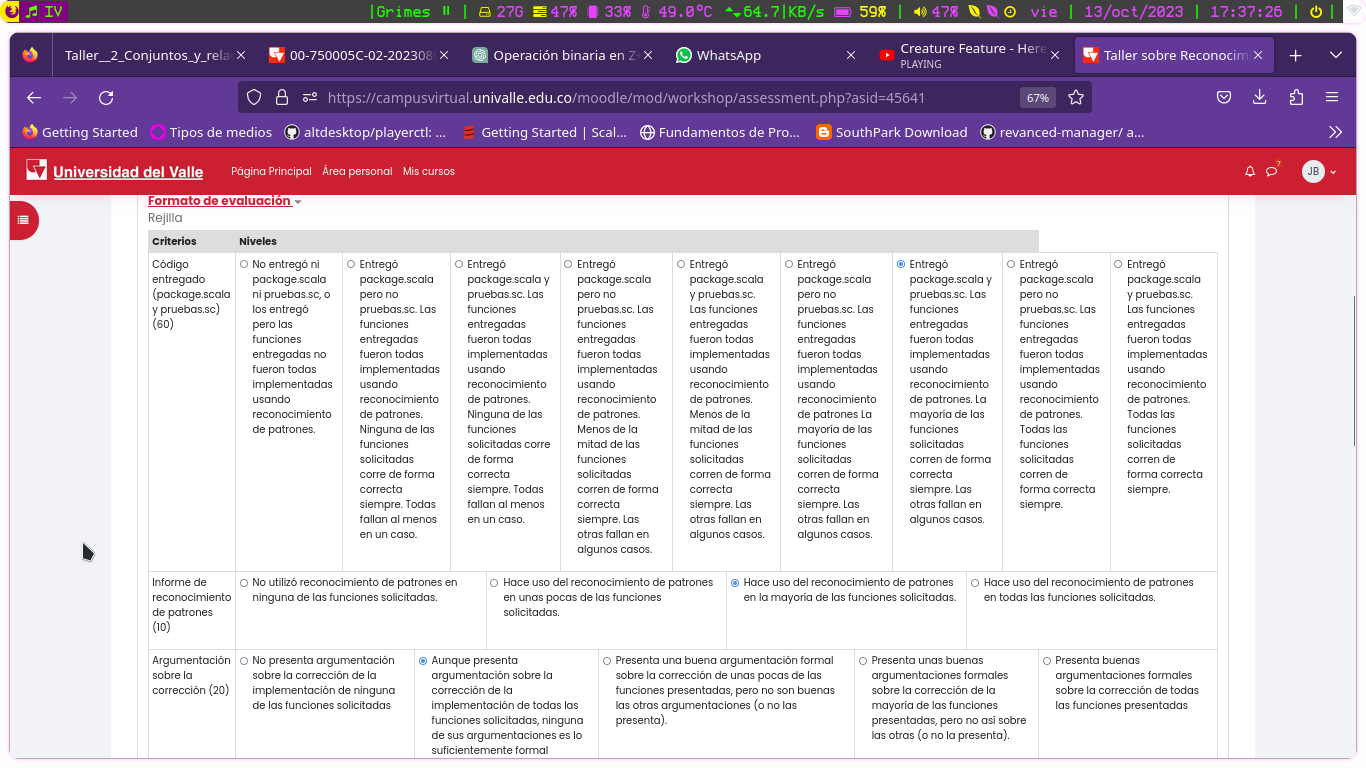 IV |Grimes | 27G 47% 33% 49.0°C 64.7|KB/s 59% | 47% vie | 13/oct/2023 | 17:37:26 |
Taller__2_Conjuntos_y_rela
00-750005C-02-202308
Operación binaria en Z-
WhatsApp
Creature Feature - Here
PLAYING
Taller sobre Reconocim
https://campusvirtual.univalle.edu.co/moodle/mod/workshop/assessment.php?asid=45641
67%
Getting Started
Tipos de medios
altdesktop/playerctl: ...
Getting Started | Scal...
Fundamentos de Pro...
SouthPark Download
revanced-manager/ a...
Universidad del Valle
Página Principal
Área personal
Mis cursos
7
JB
Formato de evaluación
Rejilla
Criterios
Niveles
Código
entregado
(package.scala
y pruebas.sc)
(60)
No entregó ni
package.scala
ni pruebas.sc, o
los entregó
pero las
funciones
entregadas no
fueron todas
implementadas
usando
reconocimiento
de patrones.
Entregó
package.scala
pero no
pruebas.sc. Las
funciones
entregadas
fueron todas
implementadas
usando
reconocimiento
de patrones.
Ninguna de las
funciones
solicitadas
corre de forma
correcta
siempre. Todas
fallan al menos
en un caso.
Entregó
package.scala y
pruebas.sc. Las
funciones
entregadas
fueron todas
implementadas
usando
reconocimiento
de patrones.
Ninguna de las
funciones
solicitadas corre
de forma
correcta
siempre. Todas
fallan al menos
en un caso.
Entregó
package.scala
pero no
pruebas.sc. Las
funciones
entregadas
fueron todas
implementadas
usando
reconocimiento
de patrones.
Menos de la
mitad de las
funciones
solicitadas
corren de forma
correcta
siempre. Las
otras fallan en
algunos casos.
Entregó
package.scala
y pruebas.sc.
Las funciones
entregadas
fueron todas
implementadas
usando
reconocimiento
de patrones.
Menos de la
mitad de las
funciones
solicitadas
corren de forma
correcta
siempre. Las
otras fallan en
algunos casos.
Entregó
package.scala
pero no
pruebas.sc. Las
funciones
entregadas
fueron todas
implementadas
usando
reconocimiento
de patrones La
mayoría de las
funciones
solicitadas
corren de forma
correcta
siempre. Las
otras fallan en
algunos casos.
Entregó
package.scala y
pruebas.sc. Las
funciones
entregadas
fueron todas
implementadas
usando
reconocimiento
de patrones. La
mayoría de las
funciones
solicitadas
corren de forma
correcta
siempre. Las
otras fallan en
algunos casos.
Entregó
package.scala
pero no
pruebas.sc. Las
funciones
entregadas
fueron todas
implementadas
usando
reconocimiento
de patrones.
Todas las
funciones
solicitadas
corren de
forma correcta
siempre.
Entregó
package.scala
y pruebas.sc.
Las funciones
entregadas
fueron todas
implementadas
usando
reconocimiento
de patrones.
Todas las
funciones
solicitadas
corren de
forma correcta
siempre.
Informe de
reconocimiento
de patrones
(10)
No utilizó reconocimiento de patrones en
ninguna de las funciones solicitadas.
Hace uso del reconocimiento de patrones
en unas pocas de las funciones
solicitadas.
Hace uso del reconocimiento de patrones
en la mayoría de las funciones solicitadas.
Hace uso del reconocimiento de patrones
en todas las funciones solicitadas.
Argumentación
sobre la
corrección (20)
No presenta argumentación
sobre la corrección de la
implementación de ninguna
de las funciones solicitadas
Aunque presenta
argumentación sobre la
corrección de la
implementación de todas las
funciones solicitadas, ninguna
de sus argumentaciones es lo
suficientemente formal
Presenta una buena argumentación formal
sobre la corrección de unas pocas de las
funciones presentadas, pero no son buenas
las otras argumentaciones (o no las
presenta).
Presenta unas buenas
argumentaciones formales
sobre la corrección de la
mayoría de las funciones
presentadas, pero no asi sobre
las otras (o no la presenta).
Presenta buenas
argumentaciones formales
sobre la corrección de todas
las funciones presentadas